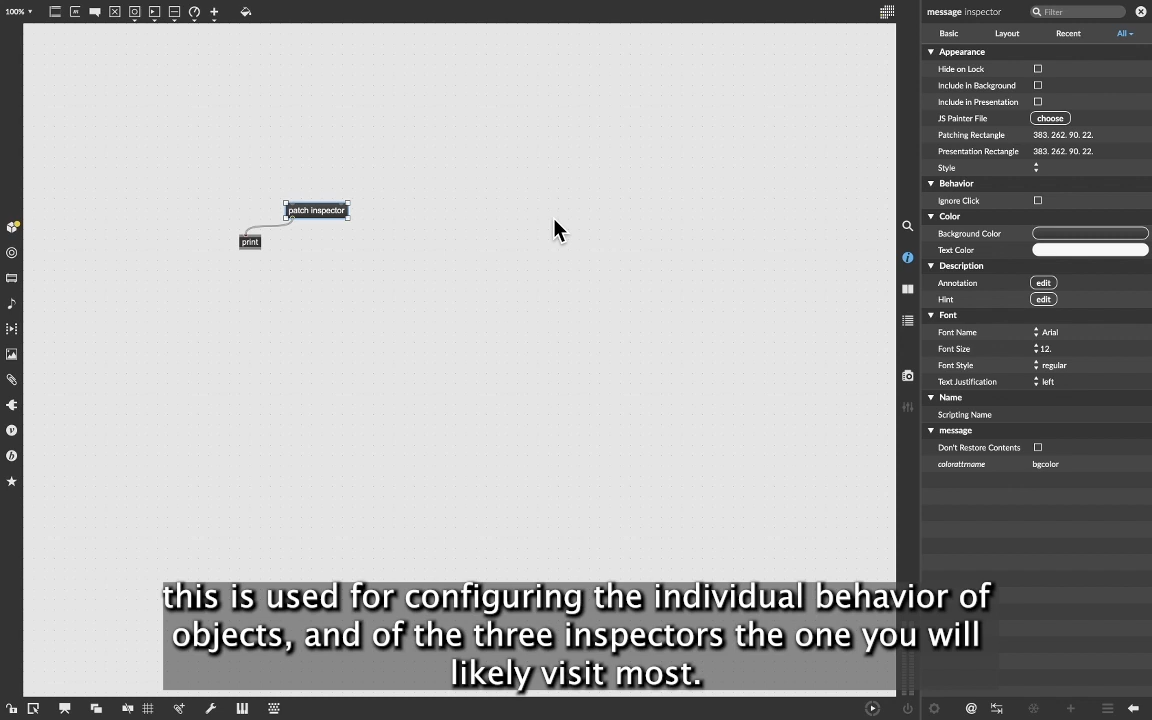 100%
message inspector
Filter
Basic Layout Recent All
Appearance
Hide on Lock
Include in Background
Include in Presentation
JS Painter File choose
Patching Rectangle 383. 262. 90. 22.
Presentation Rectangle 383. 262. 90. 22.
Style
Behavior
Ignore Click
Color
Background Color
Text Color
Description
Annotation edit
Hint edit
Font
Font Name Arial
Font Size 12.
Font Style regular
Text Justification left
Name
Scripting Name
message
Don't Restore Contents
colorattrname bgcolor
patch inspector
print
this is used for configuring the individual behavior of
objects, and of the three inspectors the one you will
likely visit most.